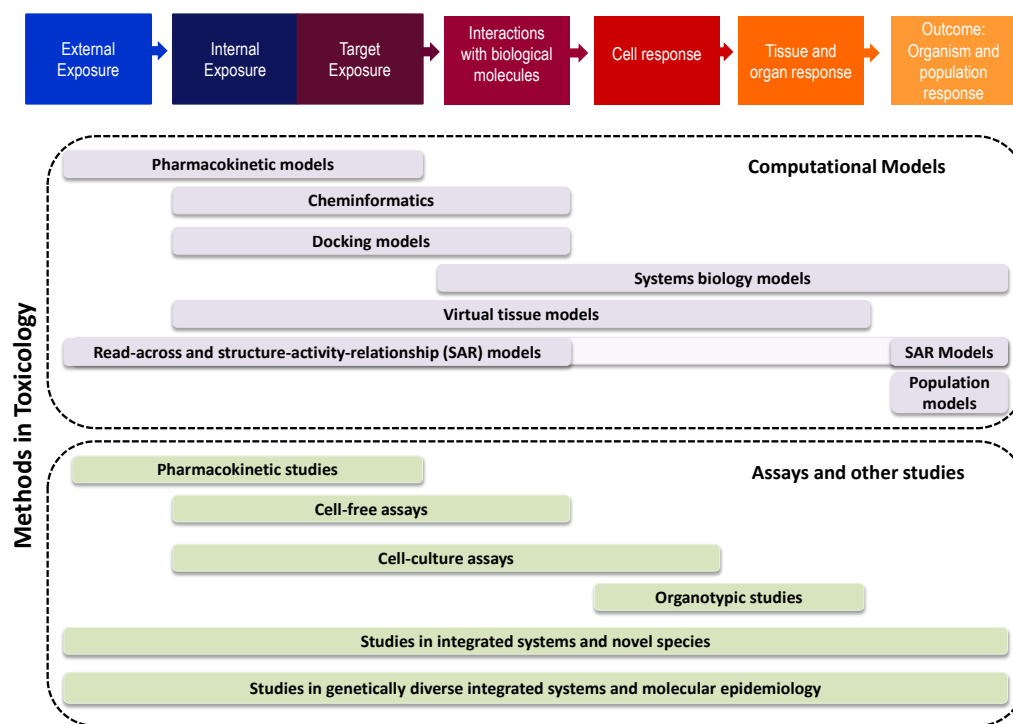 External
Exposure
Internal
Exposure
Target
Exposure
Interactions
with biological
molecules
Cell response
Tissue and
organ response
Outcome:
Organism and
population
response
Methods in Toxicology
Computational Models
Pharmacokinetic models
Cheminformatics
Docking models
Systems biology models
Virtual tissue models
Read-across and structure-activity-relationship (SAR) models
SAR Models
Population
models
Assays and other studies
Pharmacokinetic studies
Cell-free assays
Cell-culture assays
Organotypic studies
Studies in integrated systems and novel species
Studies in genetically diverse integrated systems and molecular epidemiology